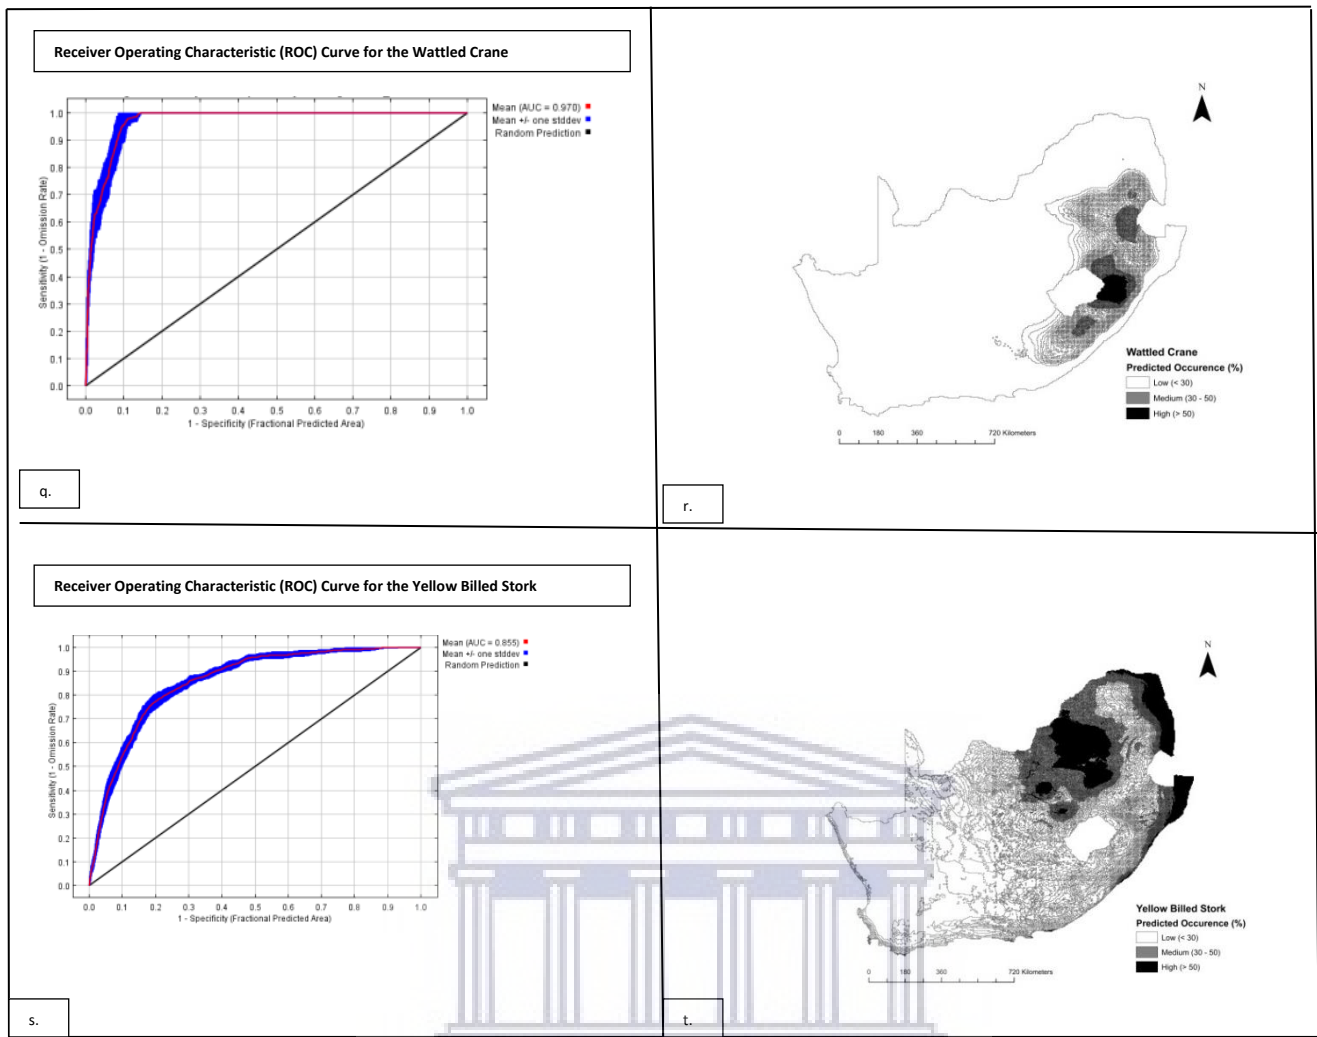 Receiver Operating Characteristic (ROC) Curve for the Wattled Crane
Mean (AUC = 0.970)
Mean +/- one stddev
Random Prediction
1.0
0.9
0.8
0.7
0.6
0.5
0.4
0.3
0.2
0.1
0.0
Sensitivity (1 - Omission Rate)
0.0 0.1 0.2 0.3 0.4 0.5 0.6 0.7 0.8 0.9 1.0
1 - Specificity (Fractional Predicted Area)
q.
N
Wattled Crane
Predicted Occurence (%)
Low (< 30)
Medium (30 - 50)
High (> 50)
0 180 360 720 Kilometers
r.
Receiver Operating Characteristic (ROC) Curve for the Yellow Billed Stork
Mean (AUC = 0.855)
Mean +/- one stddev
Random Prediction
1.0
0.9
0.8
0.7
0.6
0.5
0.4
0.3
0.2
0.1
0.0
Sensitivity (1 - Omission Rate)
0.0 0.1 0.2 0.3 0.4 0.5 0.6 0.7 0.8 0.9 1.0
1 - Specificity (Fractional Predicted Area)
s.
N
Yellow Billed Stork
Predicted Occurence (%)
Low (< 30)
Medium (30 - 50)
High (> 50)
0 180 360 720 Kilometers
t.